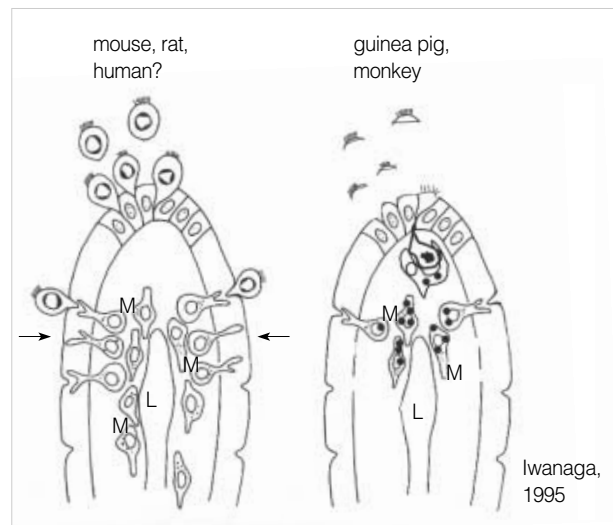 mouse, rat,
human?
guinea pig,
monkey
M
M
M
L
M
M
L
Iwanaga,
1995